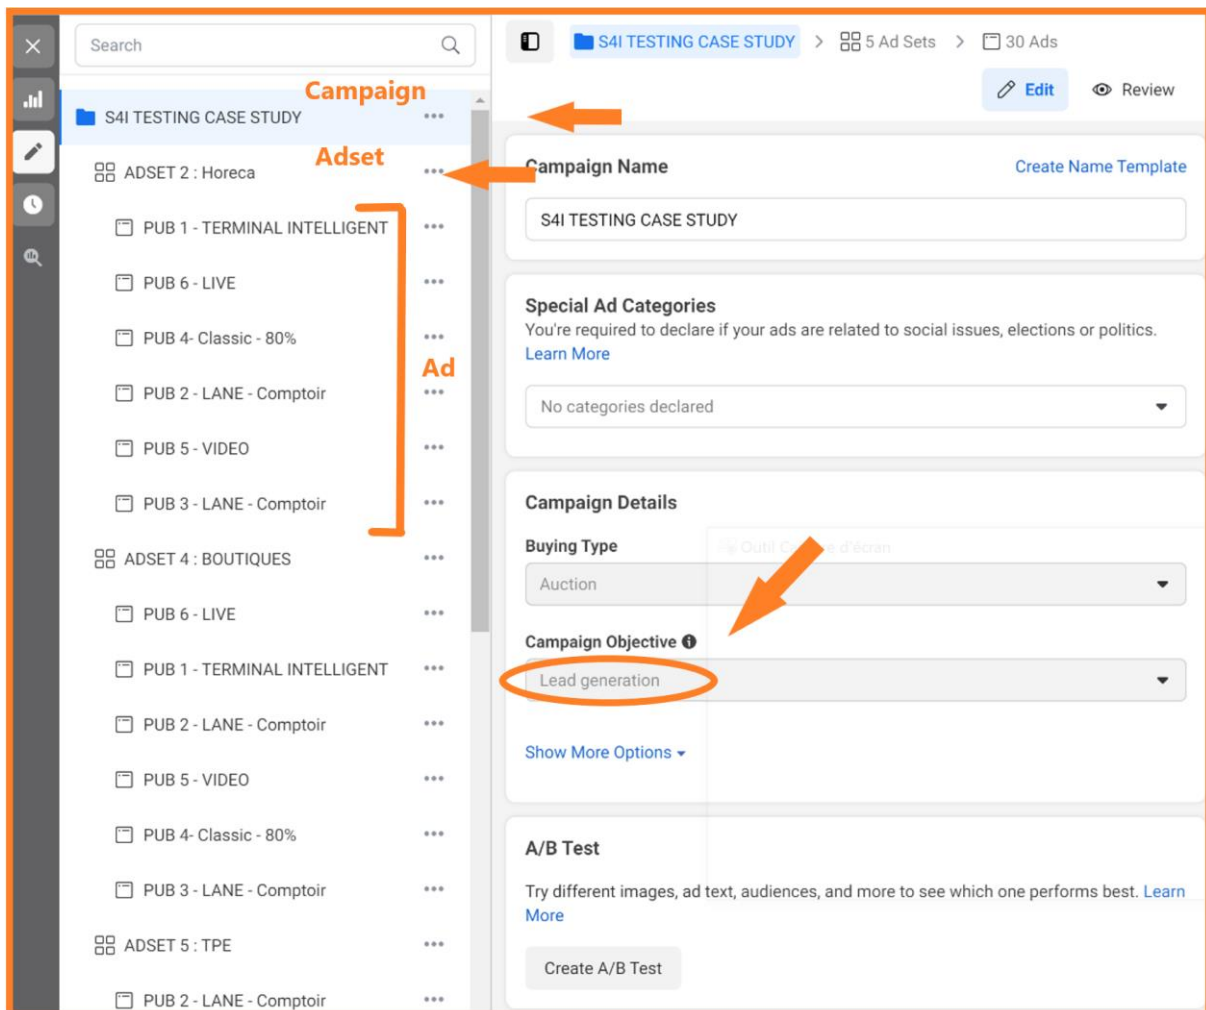 Search
Campaign
S4I TESTING CASE STUDY
Adset
ADSET 2 : Horeca
PUB 1 - TERMINAL INTELLIGENT
PUB 6 - LIVE
PUB 4- Classic - 80%
Ad
PUB 2 - LANE - Comptoir
PUB 5 - VIDEO
PUB 3 - LANE - Comptoir
ADSET 4 : BOUTIQUES
PUB 6 - LIVE
PUB 1 - TERMINAL INTELLIGENT
PUB 2 - LANE - Comptoir
PUB 5 - VIDEO
PUB 4- Classic - 80%
PUB 3 - LANE - Comptoir
ADSET 5 : TPE
PUB 2 - LANE - Comptoir
S4I TESTING CASE STUDY > 5 Ad Sets > 30 Ads
Edit Review
Campaign Name Create Name Template
S4I TESTING CASE STUDY
Special Ad Categories
You're required to declare if your ads are related to social issues, elections or politics.
Learn More
No categories declared
Campaign Details
Buying Type
Outil d'écran
Auction
Campaign Objective
Lead generation
Show More Options
A/B Test
Try different images, ad text, audiences, and more to see which one performs best. Learn
More
Create A/B Test